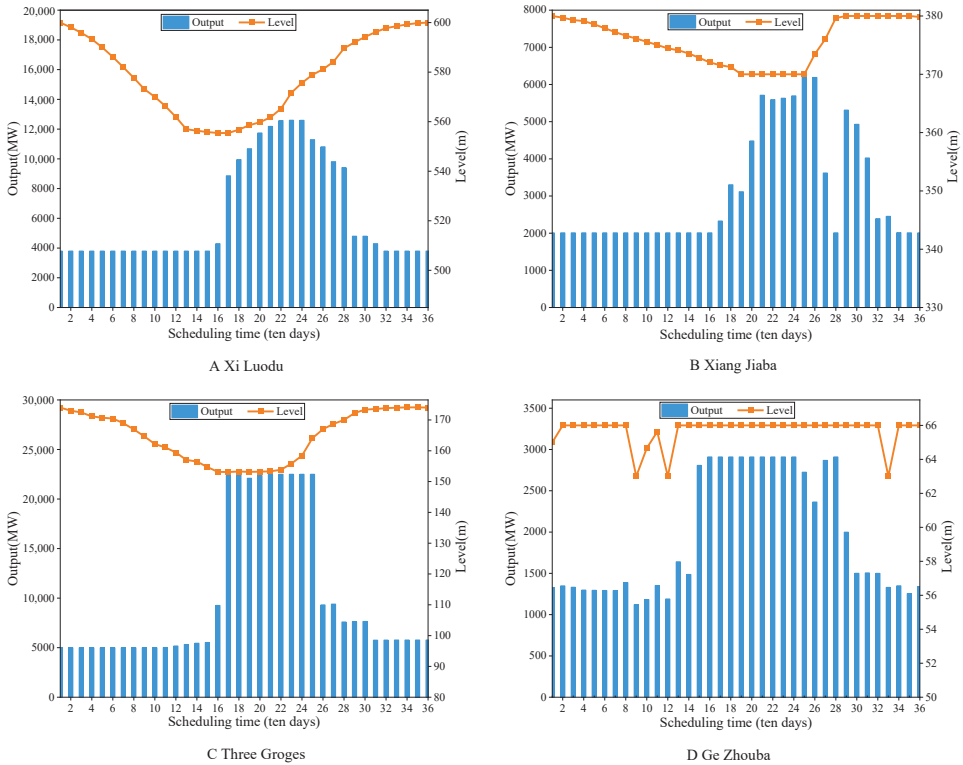 20,000
18,000
16,000
14,000
12,000
10,000
8000
6000
4000
2000
0
Output(MW)
Output Level
600
580
560
540
520
500
Level(m)
2 4 6 8 10 12 14 16 18 20 22 24 26 28 30 32 34 36
Scheduling time (ten days)
A Xi Luodu
8000
7000
6000
5000
4000
3000
2000
1000
0
Output(MW)
Output Level
380
370
360
350
340
330
Level(m)
2 4 6 8 10 12 14 16 18 20 22 24 26 28 30 32 34 36
Scheduling time (ten days)
B Xiang Jiaba
30,000
25,000
20,000
15,000
10,000
5000
0
Output(MW)
Output Level
170
160
150
140
130
120
110
100
90
80
Level(m)
2 4 6 8 10 12 14 16 18 20 22 24 26 28 30 32 34 36
Scheduling time (ten days)
C Three Groges
3500
3000
2500
2000
1500
1000
500
0
Output(MW)
Output Level
66
64
62
60
58
56
54
52
50
Level(m)
2 4 6 8 10 12 14 16 18 20 22 24 26 28 30 32 34 36
Scheduling time (ten days)
D Ge Zhouba